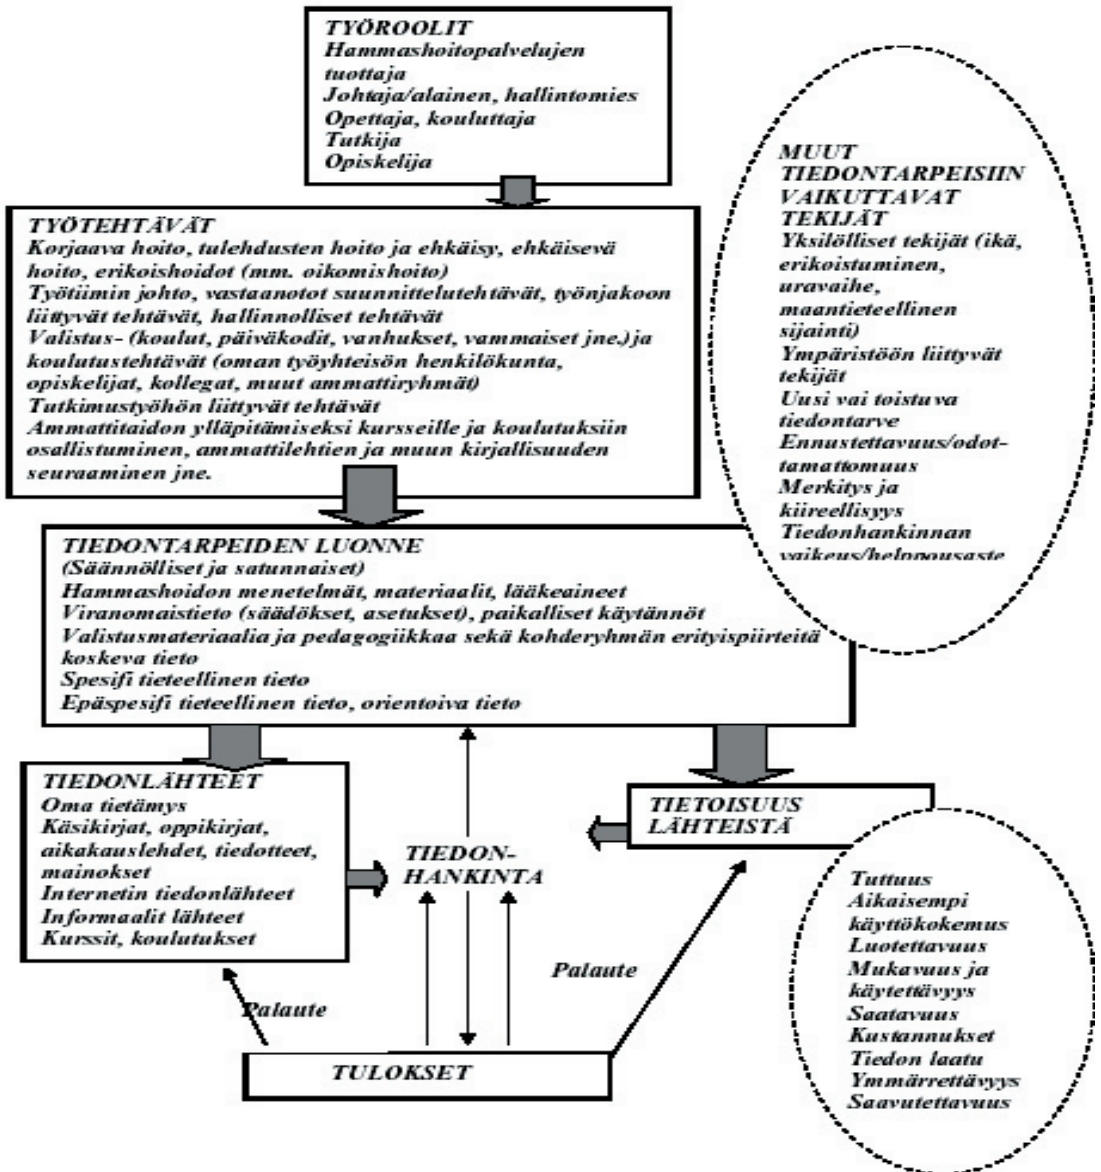 TYÖROOLIT
Hammashoitopalvelujen
tuottaja
Johtaja/alainen, hallintomies
Opettaja, kouluttaja
Tutkija
Opiskelija
MUUT
TIEDONTARPEISIIN
VAIKUTTAVAT
TEKIJÄT
Yksilölliset tekijät (ikä,
erikoistuminen,
uravaihe,
maantieteellinen
sijainti)
Ympäristöön liittyvät
tekijät
Uusi vai toistuva
tiedontarve
Ennustettavuus/odot-
tamattomuus
Merkitys ja
kiireellisyys
Tiedonhankinnan
vaikeus/helppousaste
TYÖTEHTÄVÄT
Korjaava hoito, tulehdusten hoito ja ehkäisy, ehkäisevä
hoito, erikoishoidot (mm. oikomishoito)
Työtiimin johto, vastaanotot suunnittelutehtävät, työnjakoon
liittyvät tehtävät, hallinnolliset tehtävät
Valistus- (koulut, päiväkodit, vanhukset, vammaiset jne.)ja
koulutustehtävät (oman työyhteisön henkilökunta,
opiskelijat, kollegat, muut ammattiryhmät)
Tutkimustyöhön liittyvät tehtävät
Ammattitaidon ylläpitämiseksi kursseille ja koulutuksiin
osallistuminen, ammattilehtien ja muun kirjallisuuden
seuraaminen jne.
TIEDONTARPEIDEN LUONNE
(Säännölliset ja satunnaiset)
Hammashoidon menetelmät, materiaalit, lääkeaineet
Viranomaistieto (säädökset, asetukset), paikalliset käytännöt
Valistusmateriaalia ja pedagogiikkaa sekä kohderyhmän erityispiirteitä
koskeva tieto
Spesifi tieteellinen tieto
Epäspesifi tieteellinen tieto, orientoiva tieto
TIEDONLÄHTEET
Oma tietämys
Käsikirjat, oppikirjat,
aikakauslehdet, tiedotteet,
mainokset
Internetin tiedonlähteet
Informaalit lähteet
Kurssit, koulutukset
TIEDON-
HANKINTA
TIETOISUUS
LÄHTEISTÄ
Tuttuus
Aikaisempi
käyttökokemus
Luotettavuus
Mukavuus ja
käytettävyys
Saatavuus
Kustannukset
Tiedon laatu
Ymmärrettävyys
Saavutettavuus
Palaute
Palaute
TULOKSET